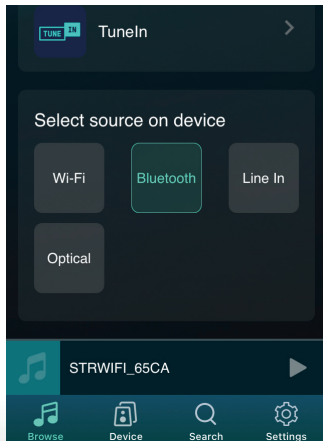 TUNE IN
TuneIn
Select source on device
Wi-Fi
Bluetooth
Line In
Optical
STRWIFI_65CA
Browse
Device
Search
Settings